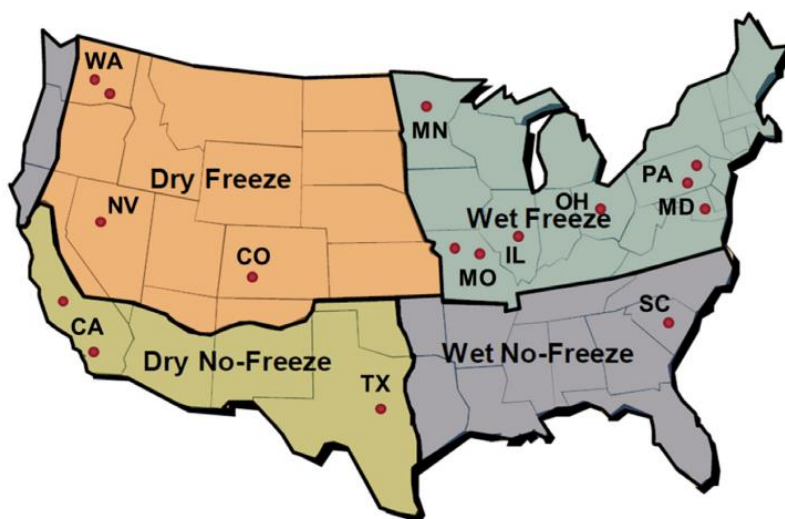 WA
MN
PA
Dry Freeze
OH
MD
NV
Wet Freeze
CO
IL
MO
SC
CA
Dry No-Freeze
Wet No-Freeze
TX